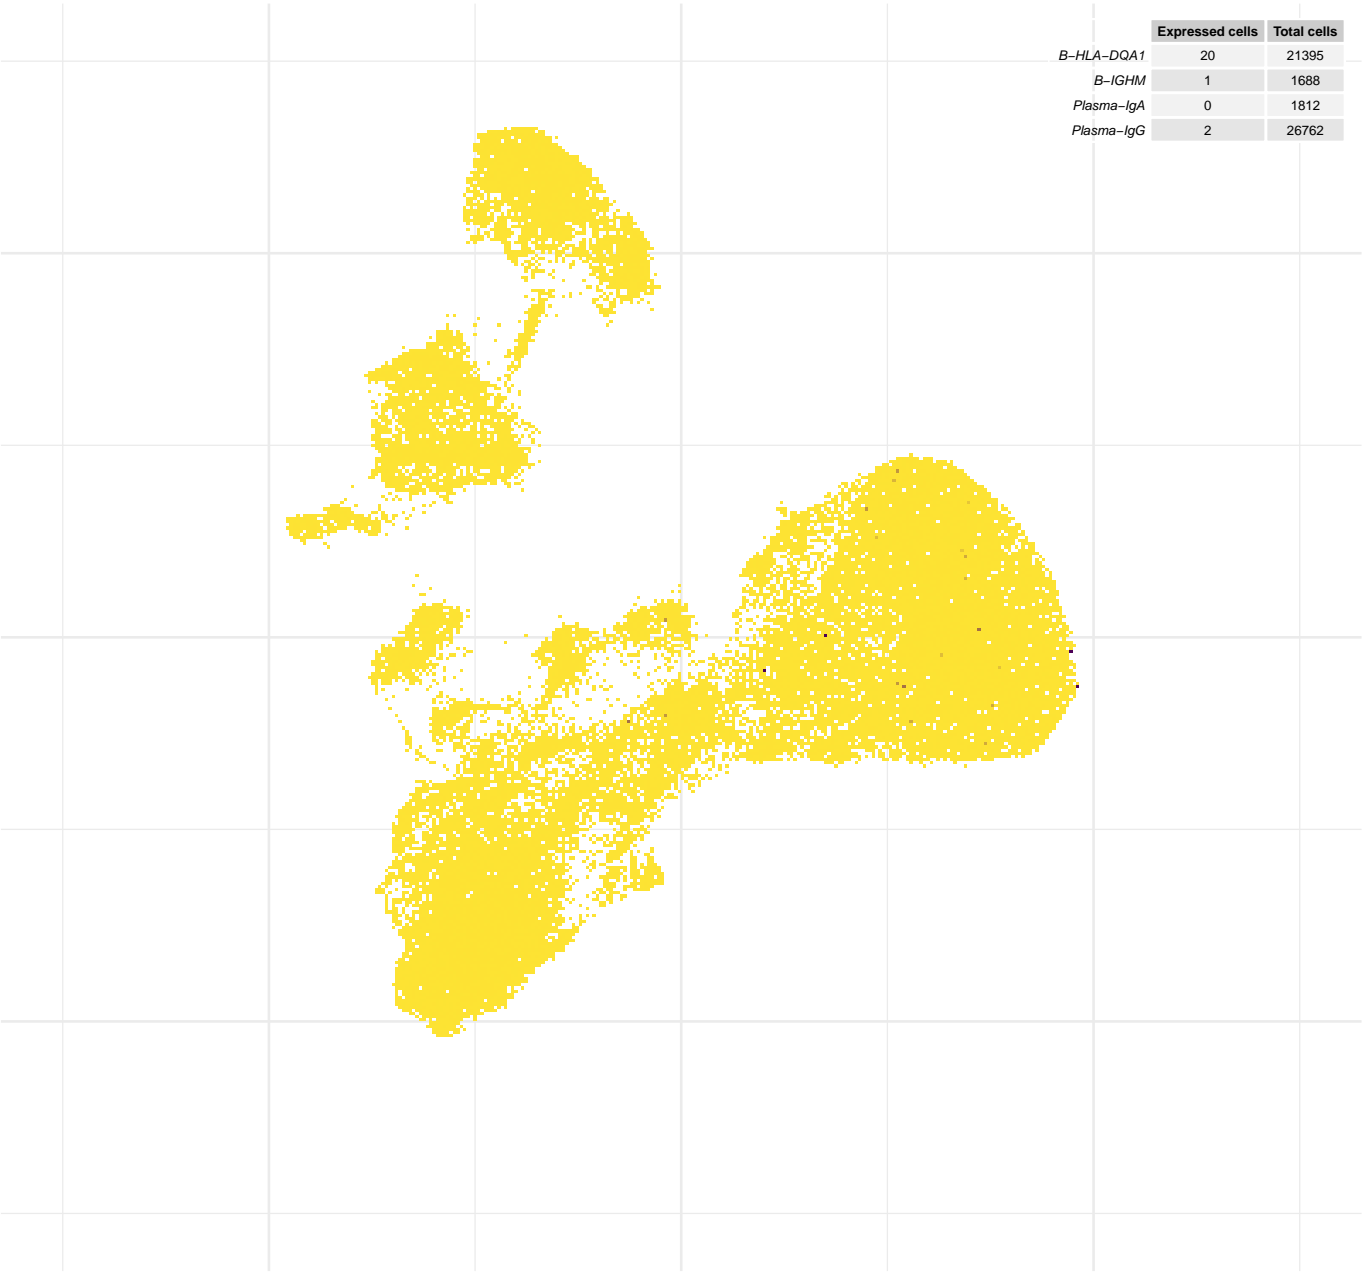 Expressed cells Total cells
B−HLA−DQA1 20 21395
B−IGHM 1 1688
Plasma−IgA 0 1812
Plasma−IgG 2 26762